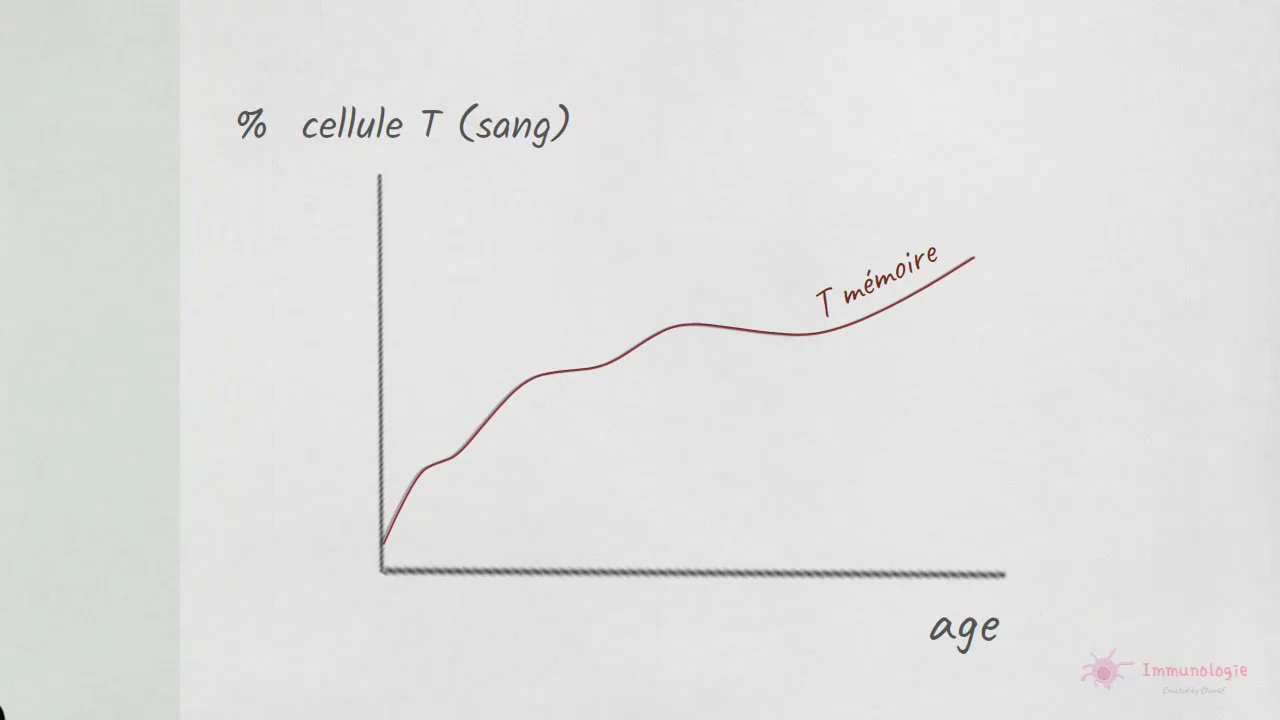 % cellule T (sang)
T mémoire
age
Immunologie